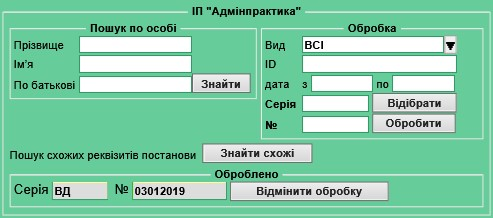 ІП "Адмінпрактика"
Пошук по особі
Прізвище
Ім'я
По батькові Знайти
Обробка
Вид ВСІ
ID
дата з по
Серія Відібрати
№ Обробити
Пошук схожих реквізитів постанови Знайти схожі
Оброблено
Серія ВД № 03012019 Відмінити обробку